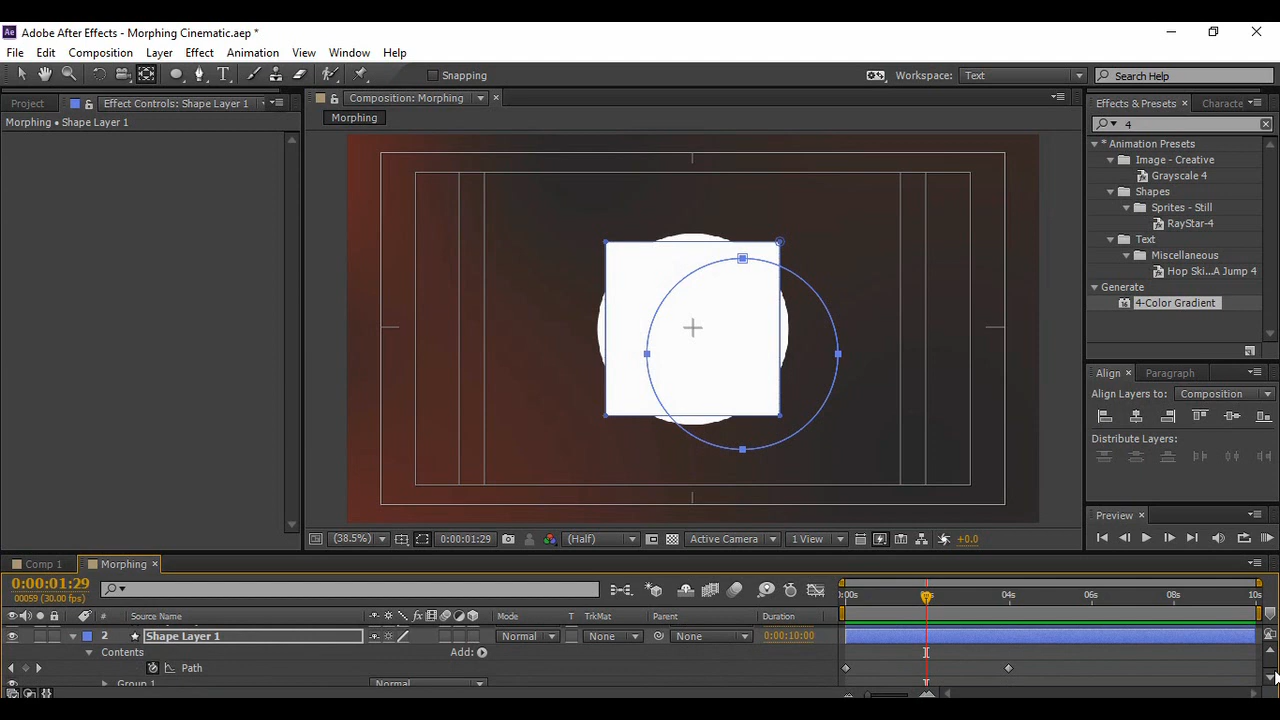 Adobe After Effects - Morphing Cinematic.aep *
File Edit Composition Layer Effect Animation View Window Help
Snapping Workspace: Text Search Help
Project Effect Controls: Shape Layer 1 Composition: Morphing Effects & Presets Characte
Morphing • Shape Layer 1 Morphing 4
* Animation Presets
Image - Creative
Grayscale 4
Shapes
Sprites - Still
RayStar-4
Text
Miscellaneous
Hop Ski...A Jump 4
Generate
4-Color Gradient
Align Paragraph
Align Layers to: Composition
Distribute Layers:
Preview
(38.5%) 0:00:01:29 (Half) Active Camera 1 View +0.0
Comp 1 Morphing
0:00:01:29
00059 (30.00 fps)
:00s 04s 06s 08s 10s
Source Name Mode T TrkMat Parent Duration
2 Shape Layer 1 Normal None None 0:00:10:00
Contents Add:
Path
Group 1 Normal